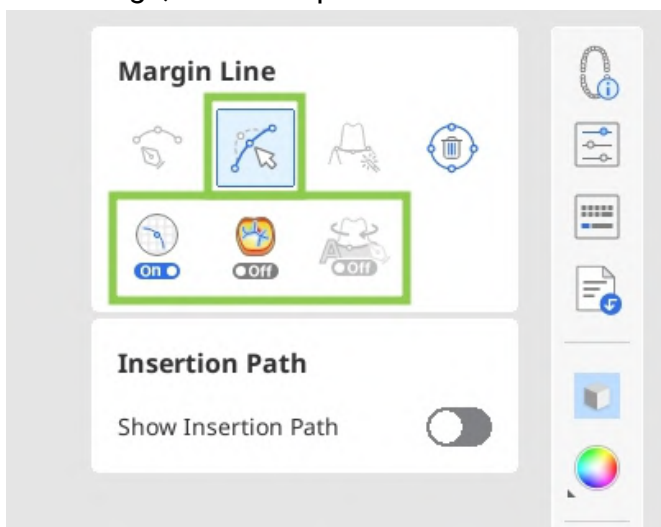 Margin Line
On
Off
Off
Insertion Path
Show Insertion Path